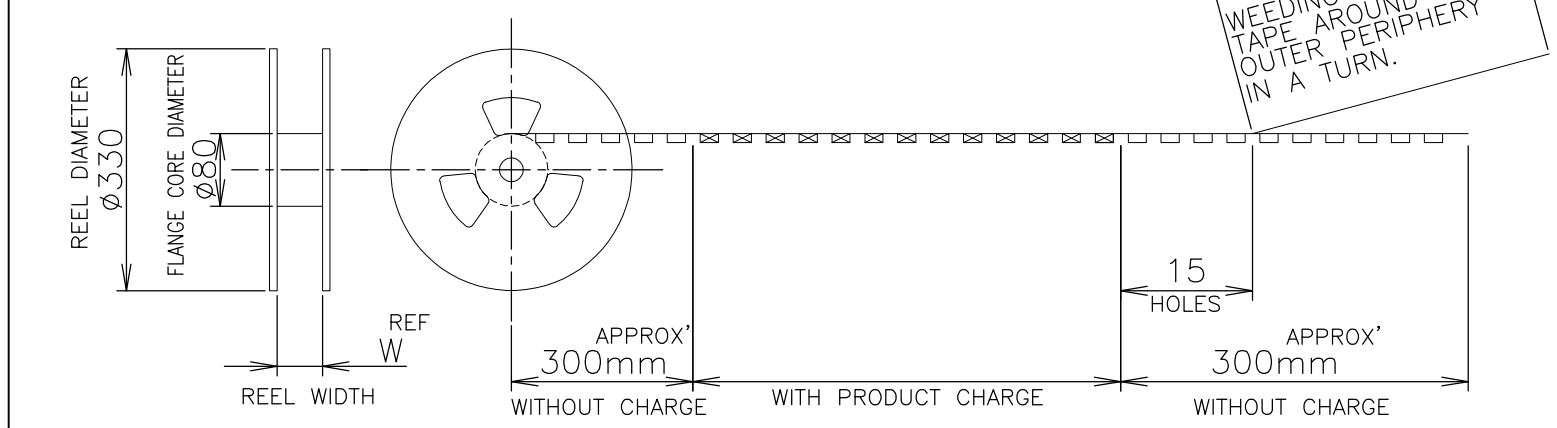 WEEDING
TAPE AROUND
OUTER PERIPHERY
IN A TURN.
REEL DIAMETER
ø330
FLANGE CORE DIAMETER
ø80
REF
W
REEL WIDTH
APPROX'
300mm
WITHOUT CHARGE
WITH PRODUCT CHARGE
15
HOLES
APPROX'
300mm
WITHOUT CHARGE